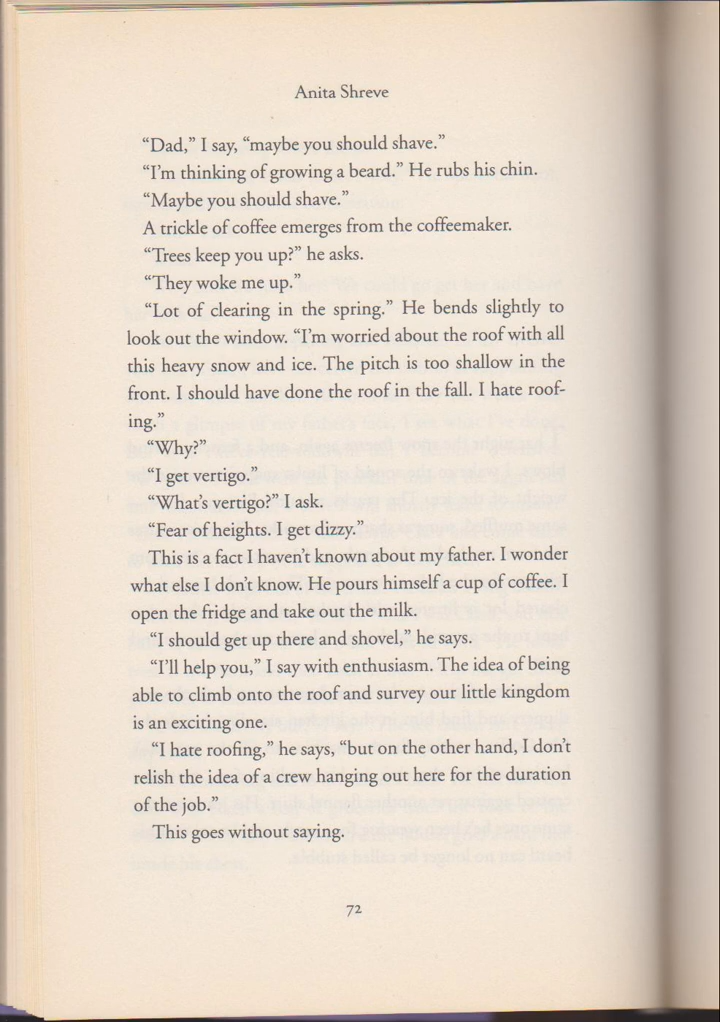 Anita Shreve
“Dad,” I say, “maybe you should shave.”
“I’m thinking of growing a beard.” He rubs his chin.
“Maybe you should shave.”
A trickle of coffee emerges from the coffeemaker.
“Trees keep you up?” he asks.
“They woke me up.”
“Lot of clearing in the spring.” He bends slightly to
look out the window. “I’m worried about the roof with all
this heavy snow and ice. The pitch is too shallow in the
front. I should have done the roof in the fall. I hate roof-
ing.”
“Why?”
“I get vertigo.”
“What’s vertigo?” I ask.
“Fear of heights. I get dizzy.”
This is a fact I haven’t known about my father. I wonder
what else I don’t know. He pours himself a cup of coffee. I
open the fridge and take out the milk.
“I should get up there and shovel,” he says.
“I’ll help you,” I say with enthusiasm. The idea of being
able to climb onto the roof and survey our little kingdom
is an exciting one.
“I hate roofing,” he says, “but on the other hand, I don’t
relish the idea of a crew hanging out here for the duration
of the job.”
This goes without saying.
72